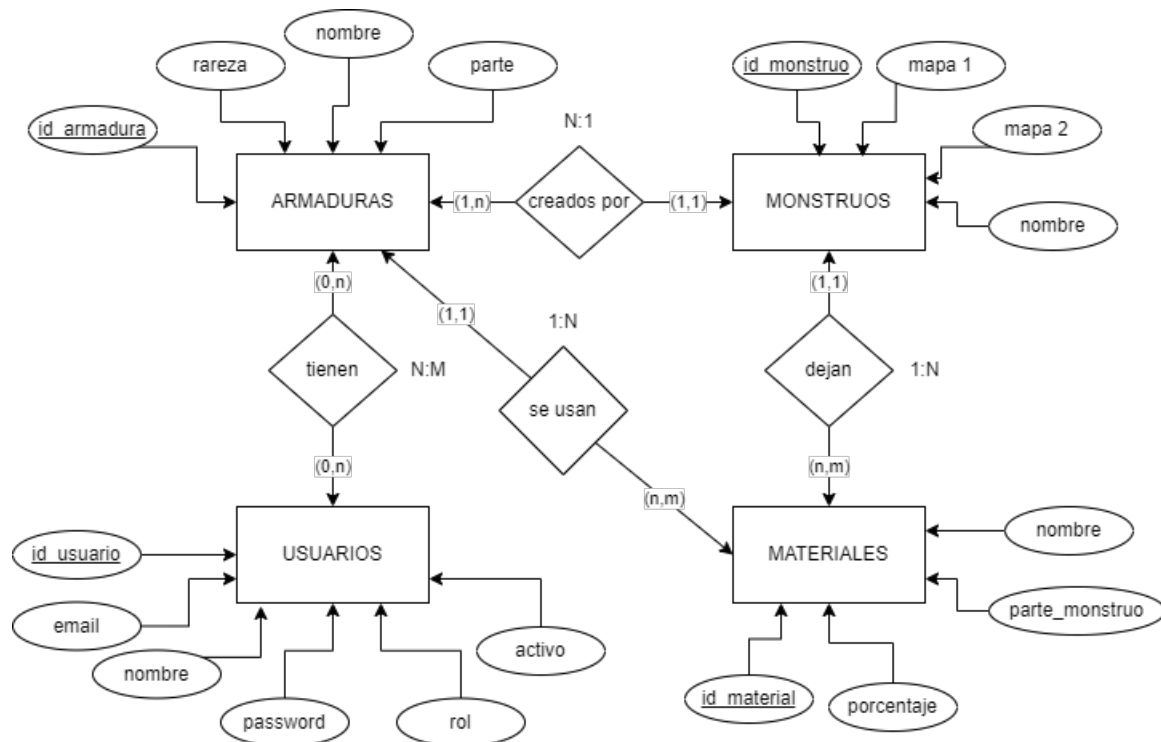 nombre
rareza
parte
id_armadura
id_monstruo
mapa 1
mapa 2
nombre
N:1
ARMADURAS
(1,n)
creados por
(1,1)
MONSTRUOS
(0,n)
(1,1)
(1,1)
1:N
tienen
N:M
se usan
dejan
1:N
(0,n)
(n,m)
(n,m)
id_usuario
USUARIOS
MATERIALES
nombre
email
parte_monstruo
nombre
activo
password
rol
id_material
porcentaje